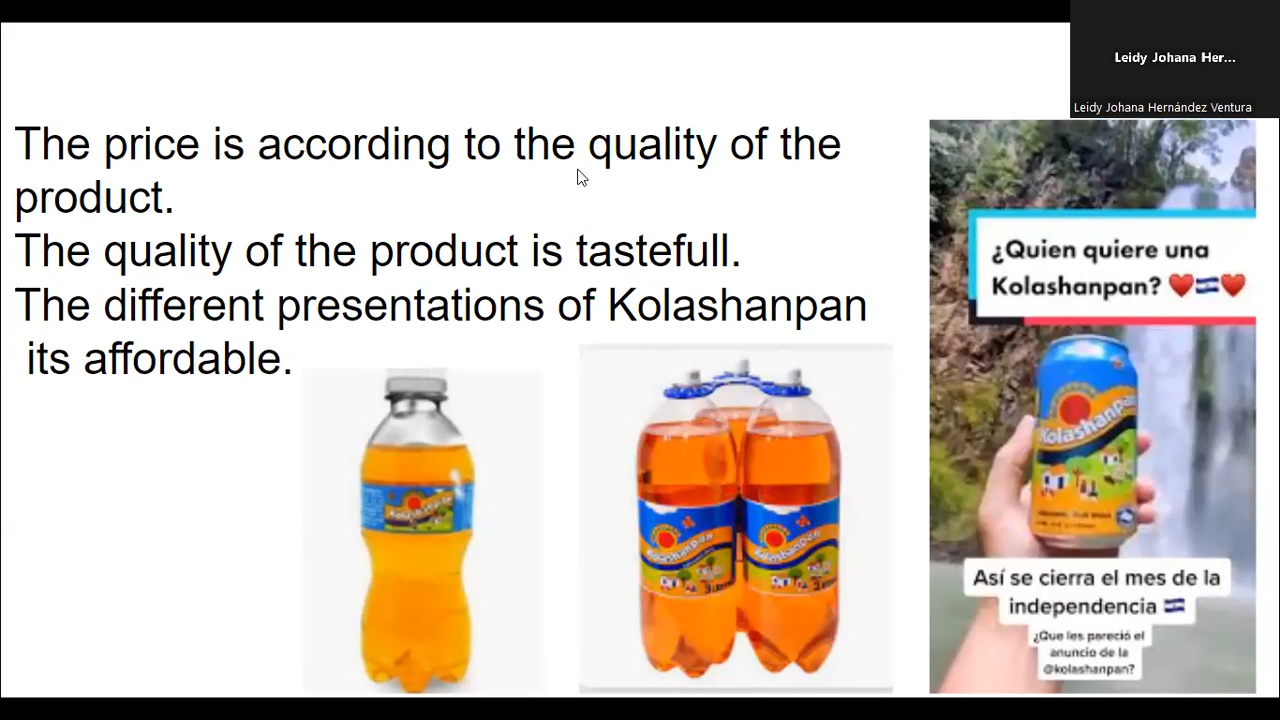 Leidy Johana Her...
Leidy Johana Hernández Ventura
The price is according to the quality of the
product.
The quality of the product is tastefull.
The different presentations of Kolashanpan
its affordable.
¿Quien quiere una
Kolashanpan? ❤️🇸🇻❤️
KolashanPan
KolashanPan
KolashanPan
Así se cierra el mes de la
independencia 🇸🇻
¿Que les pareció el
anuncio de la
@kolashanpan?